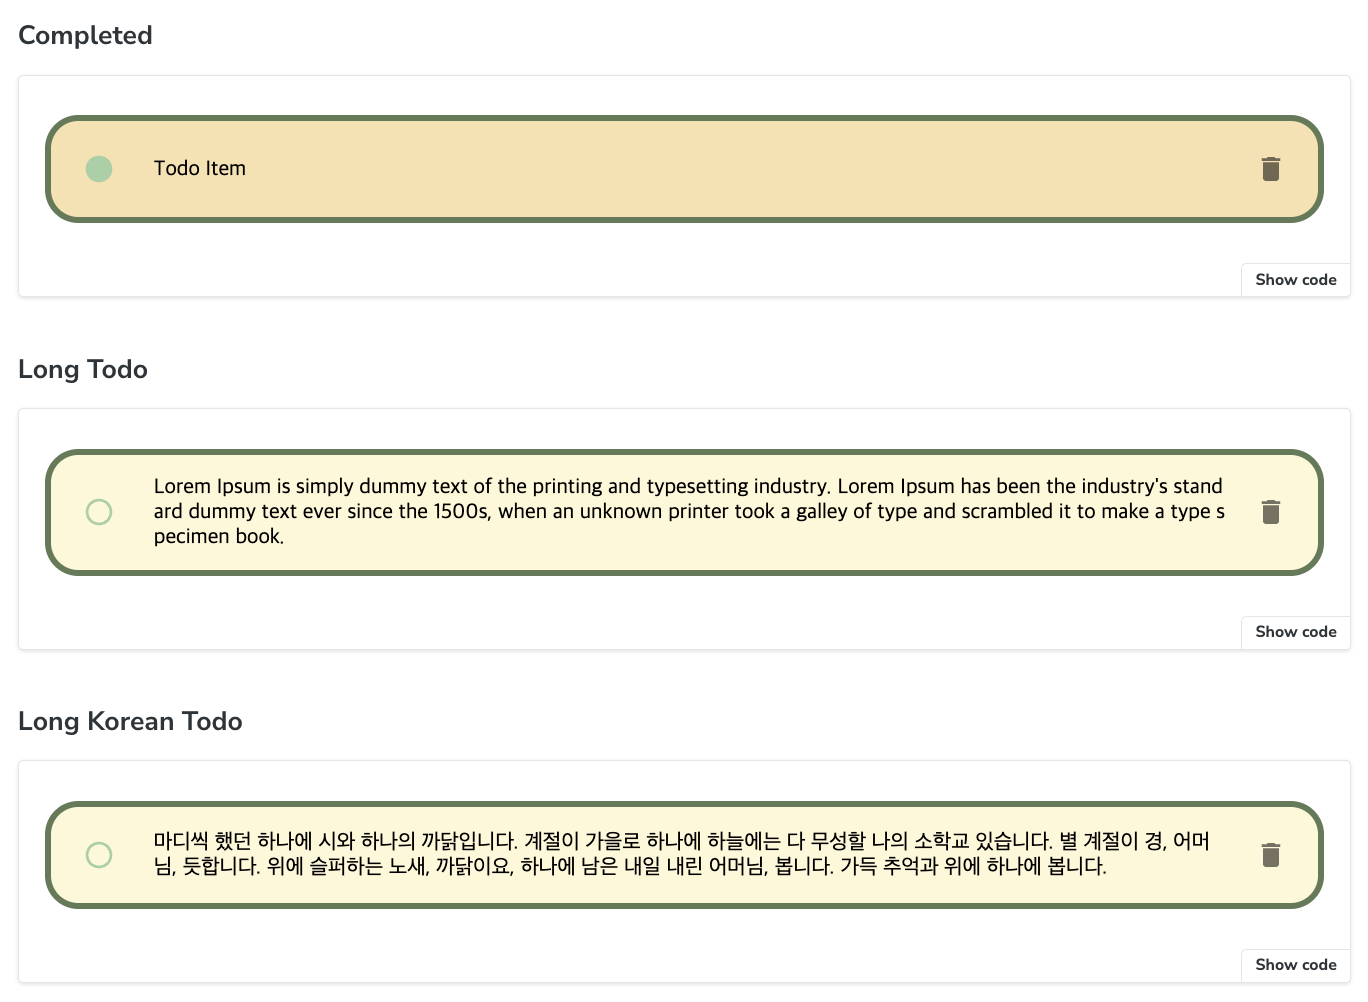 Completed
Todo Item
Show code
Long Todo
Lorem Ipsum is simply dummy text of the printing and typesetting industry. Lorem Ipsum has been the industry's stand
ard dummy text ever since the 1500s, when an unknown printer took a galley of type and scrambled it to make a type s
pecimen book.
Show code
Long Korean Todo
마디씩 했던 하나에 시와 하나의 까닭입니다. 계절이 가을로 하나에 하늘에는 다 무성할 나의 소학교 있습니다. 별 계절이 경, 어머
님, 듯합니다. 위에 슬퍼하는 노새, 까닭이요, 하나에 남은 내일 내린 어머님, 봅니다. 가득 추억과 위에 하나에 봅니다.
Show code